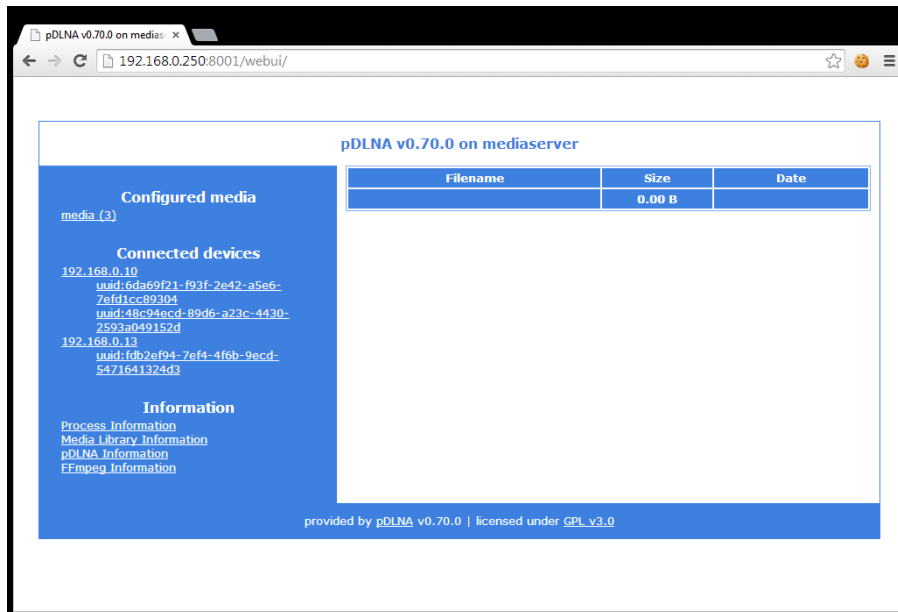 pDLNA v0.70.0 on medias
192.168.0.250:8001/webui/
pDLNA v0.70.0 on mediaserver
Configured media
media (3)
Connected devices
192.168.0.10
uuid:6da69f21-f93f-2e42-a5e6-
7efd1cc89304
uuid:48c94ecd-89d6-a23c-4430-
2593a049152d
192.168.0.13
uuid:fdb2ef94-7ef4-4f6b-9ecd-
5471641324d3
Information
Process Information
Media Library Information
pDLNA Information
FFmpeg Information
Filename Size Date
0.00 B
provided by pDLNA v0.70.0 | licensed under GPL v3.0